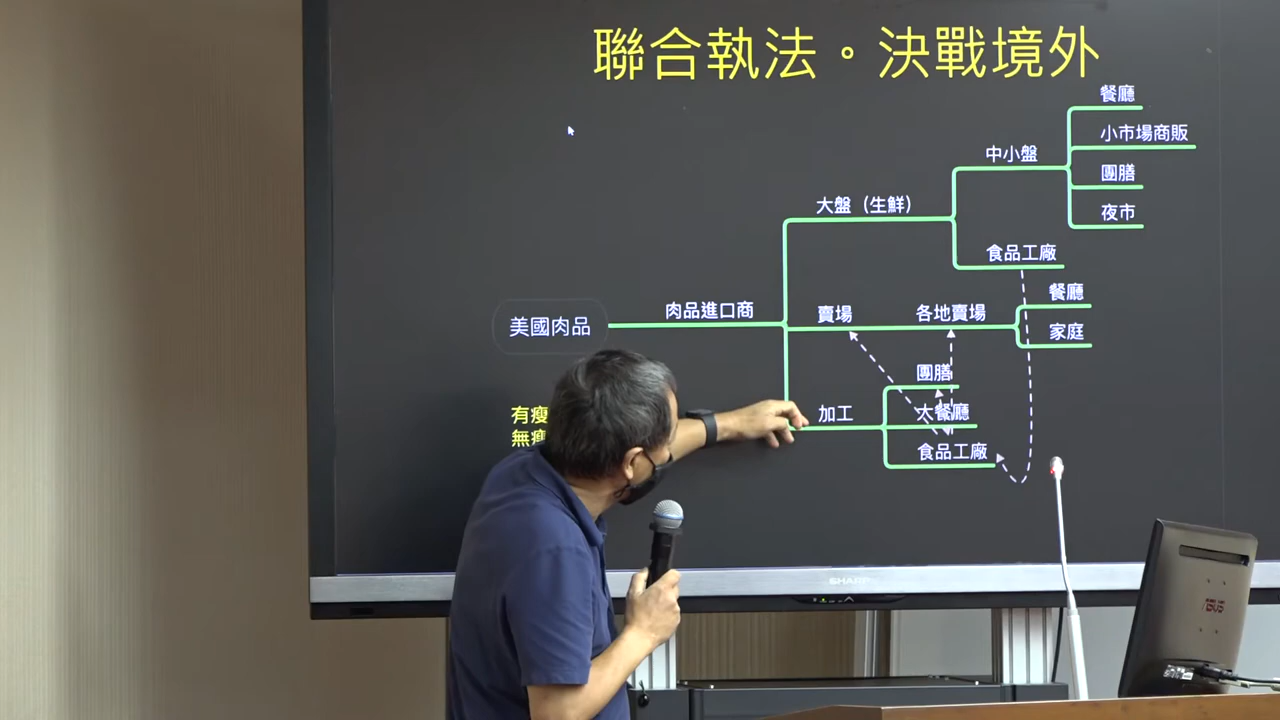 聯合執法。決戰境外
餐廳
小市場商販
中小盤
團膳
大盤（生鮮）
夜市
食品工廠
餐廳
肉品進口商
賣場
各地賣場
美國肉品
家庭
團膳
有瘦
加工
大餐廳
無瘦
食品工廠
SHARP